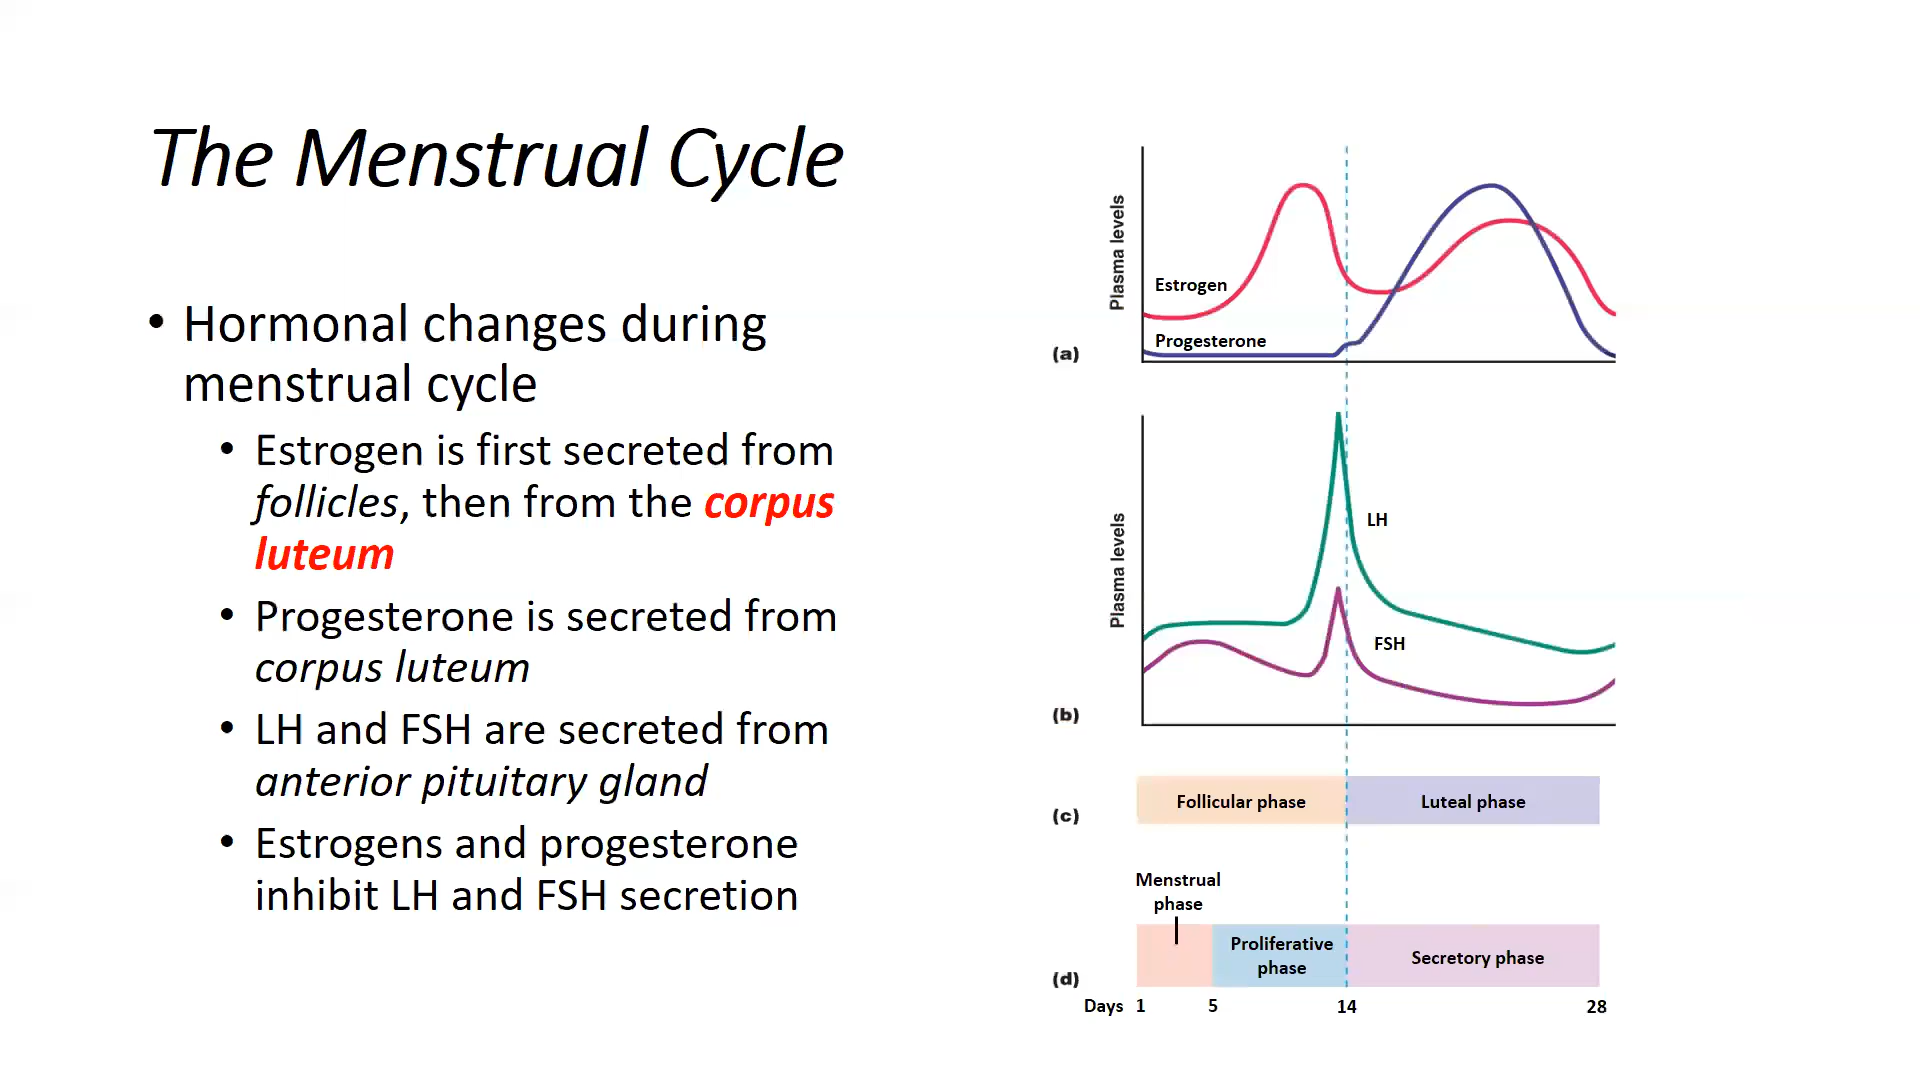 The Menstrual Cycle
• Hormonal changes during
menstrual cycle
• Estrogen is first secreted from
follicles, then from the corpus
luteum
• Progesterone is secreted from
corpus luteum
• LH and FSH are secreted from
anterior pituitary gland
• Estrogens and progesterone
inhibit LH and FSH secretion
Plasma levels
Estrogen
Progesterone
(a)
Plasma levels
LH
FSH
(b)
Follicular phase
Luteal phase
(c)
Menstrual
phase
Proliferative
phase
Secretory phase
(d)
Days 1 5 14 28